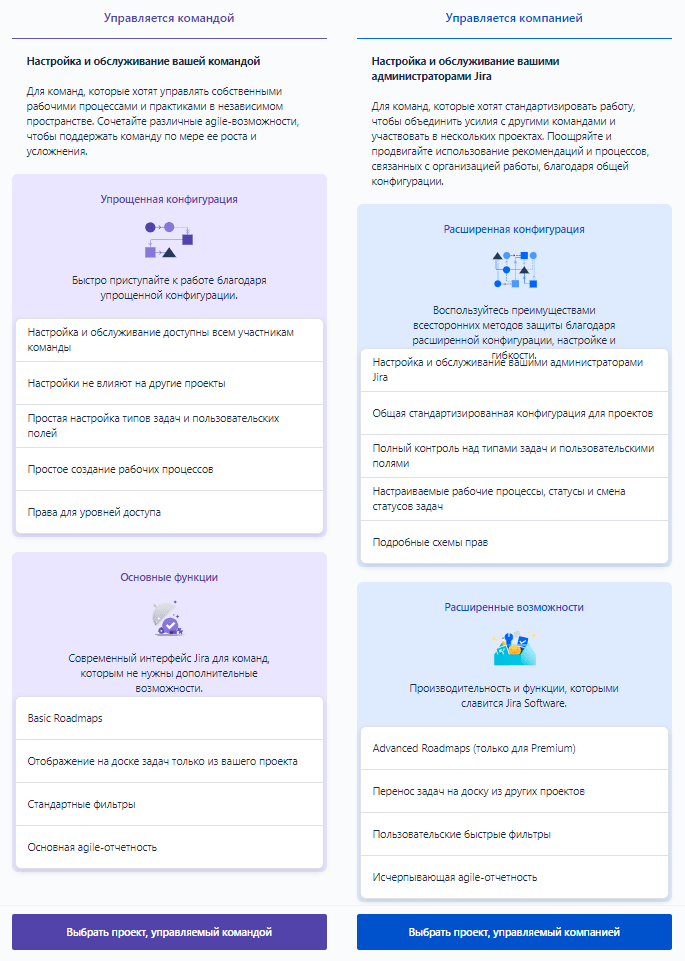 Управляется командой
Настройка и обслуживание вашей командой
Для команд, которые хотят управлять собственными
рабочими процессами и практиками в независимом
пространстве. Сочетайте различные agile-возможности,
чтобы поддержать команду по мере ее роста и
усложнения.
Упрощенная конфигурация
Быстро приступайте к работе благодаря
упрощенной конфигурации.
Настройка и обслуживание доступны всем участникам
команды
Настройки не влияют на другие проекты
Простая настройка типов задач и пользовательских
полей
Простое создание рабочих процессов
Права для уровней доступа
Основные функции
Современный интерфейс Jira для команд,
которым не нужны дополнительные
возможности.
Basic Roadmaps
Отображение на доске задач только из вашего проекта
Стандартные фильтры
Основная agile-отчетность
Выбрать проект, управляемый командой
Управляется компанией
Настройка и обслуживание вашими
администраторами Jira
Для команд, которые хотят стандартизировать работу,
чтобы объединить усилия с другими командами и
участвовать в нескольких проектах. Поощряйте и
продвигайте использование рекомендаций и процессов,
связанных с организацией работы, благодаря общей
конфигурации.
Расширенная конфигурация
Воспользуйтесь преимуществами
всесторонних методов защиты благодаря
расширенной конфигурации, настройке и
гибкости.
Настройка и обслуживание вашими администраторами
Jira
Общая стандартизированная конфигурация для проектов
Полный контроль над типами задач и пользовательскими
полями
Настраиваемые рабочие процессы, статусы и смена
статусов задач
Подробные схемы прав
Расширенные возможности
Производительность и функции, которыми
славится Jira Software.
Advanced Roadmaps (только для Premium)
Перенос задач на доску из других проектов
Пользовательские быстрые фильтры
Исчерпывающая agile-отчетность
Выбрать проект, управляемый компанией